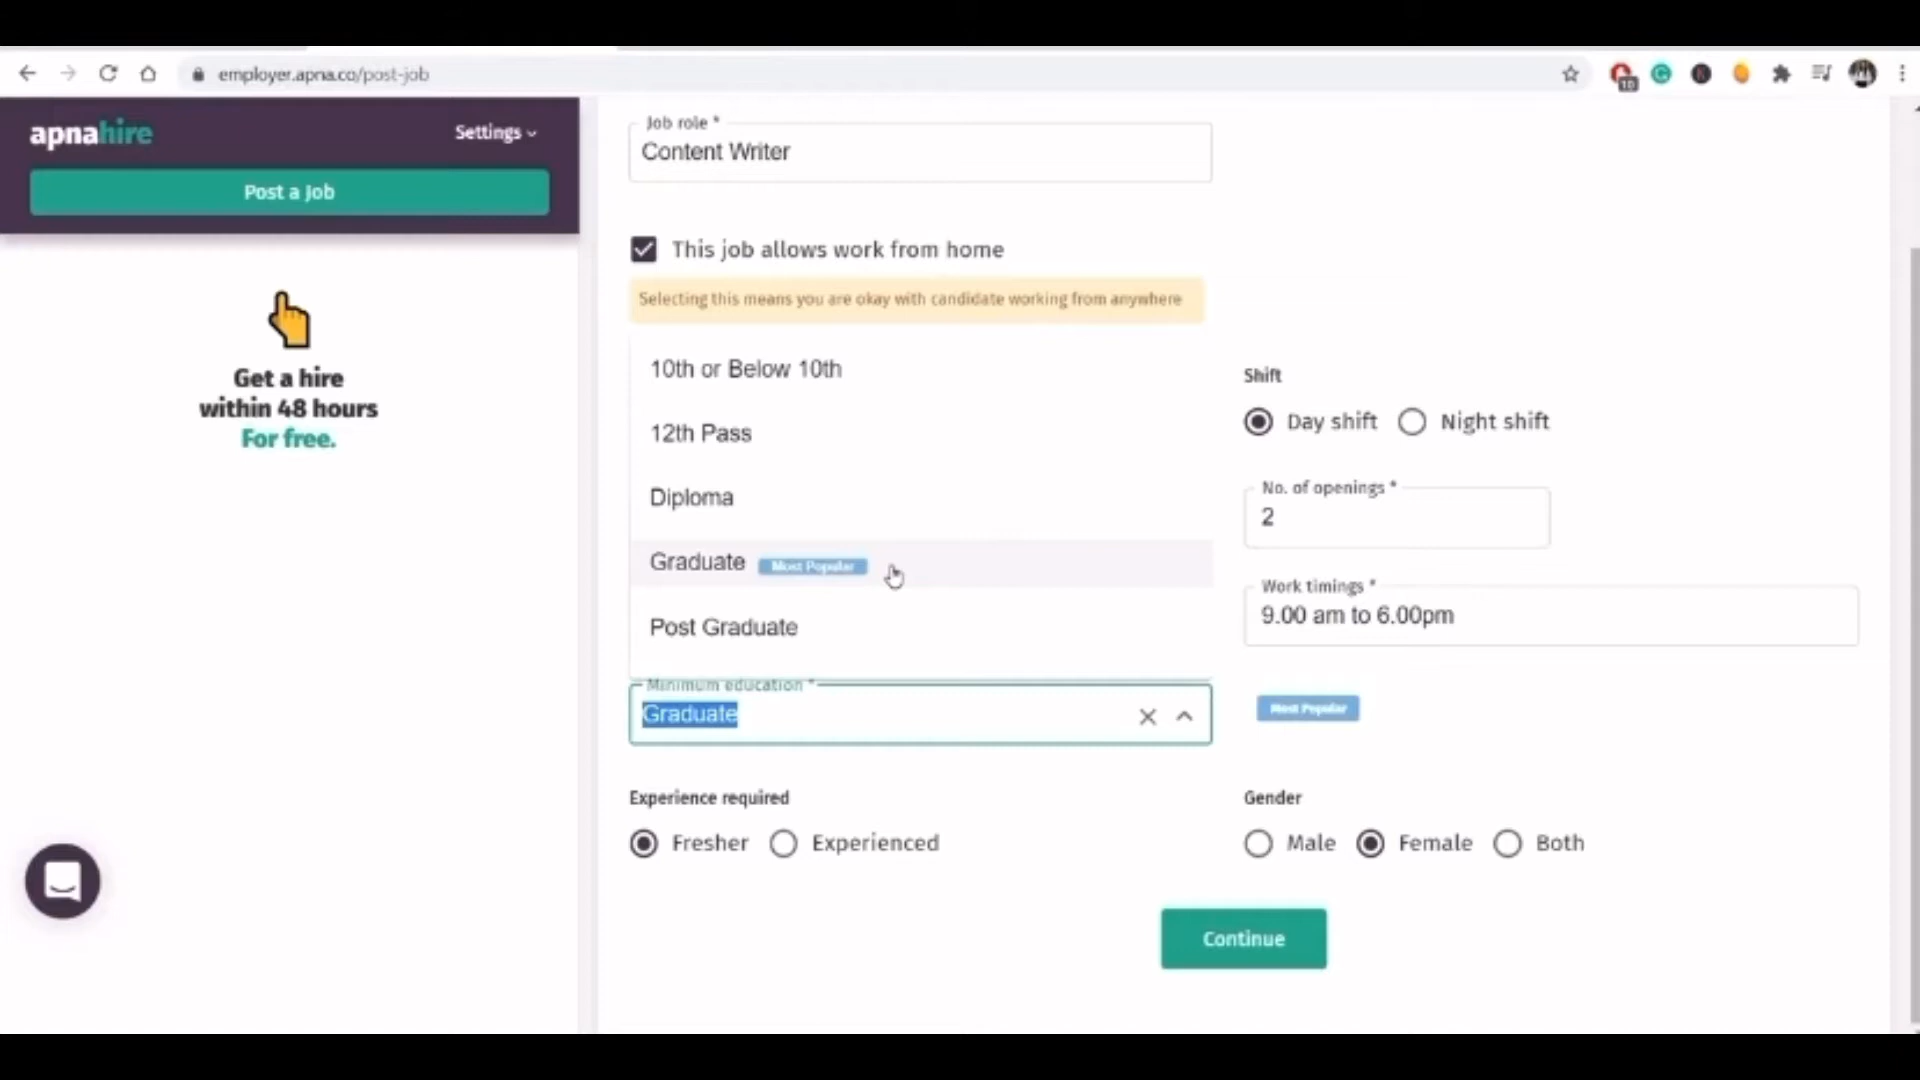 employer.apna.co/post-job
10
apnahire
Settings
Post a Job
Get a hire
within 48 hours
For free.
Job role *
Content Writer
This job allows work from home
Selecting this means you are okay with candidate working from anywhere
10th or Below 10th
12th Pass
Diploma
Graduate Most Popular
Post Graduate
Minimum education *
Graduate
Most Popular
Shift
Day shift Night shift
No. of openings *
2
Work timings *
9.00 am to 6.00pm
Experience required
Fresher Experienced
Gender
Male Female Both
Continue